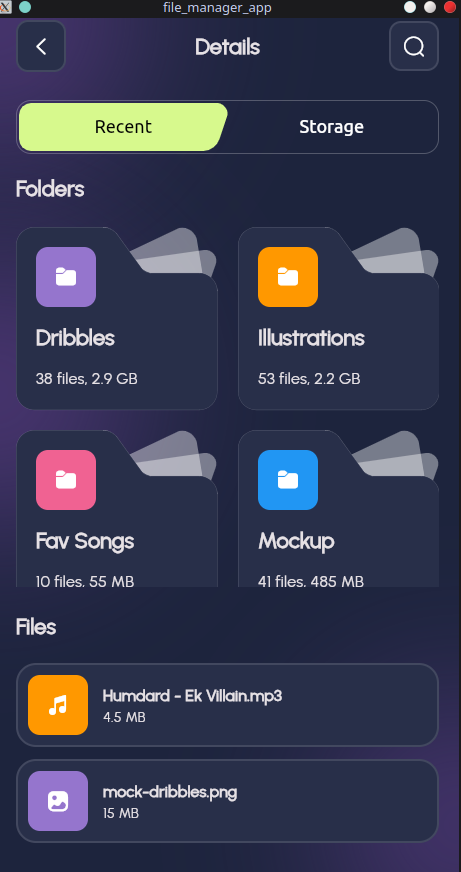 file_manager_app
Details
Recent
Storage
Folders
Dribbles
38 files, 2.9 GB
Illustrations
53 files, 2.2 GB
Fav Songs
10 files, 55 MB
Mockup
41 files, 485 MB
Files
Humdard - Ek Villain.mp3
4.5 MB
mock-dribbles.png
15 MB